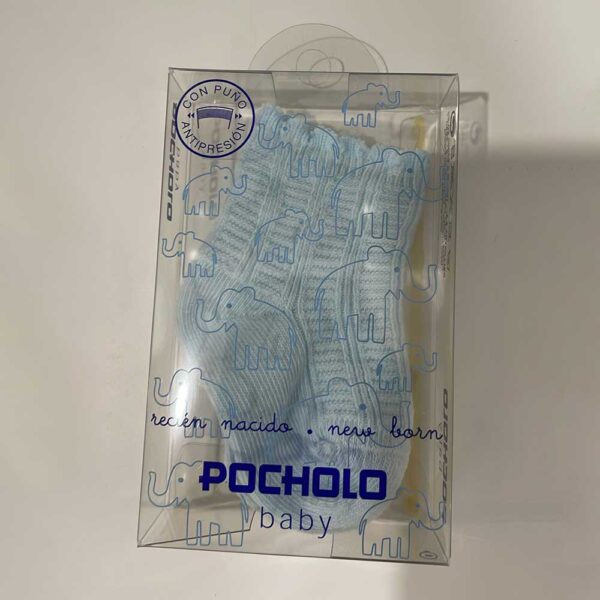 CON PUÑO
ANTIPRESIÓN
recién nacido . new born
POCHOLO
baby